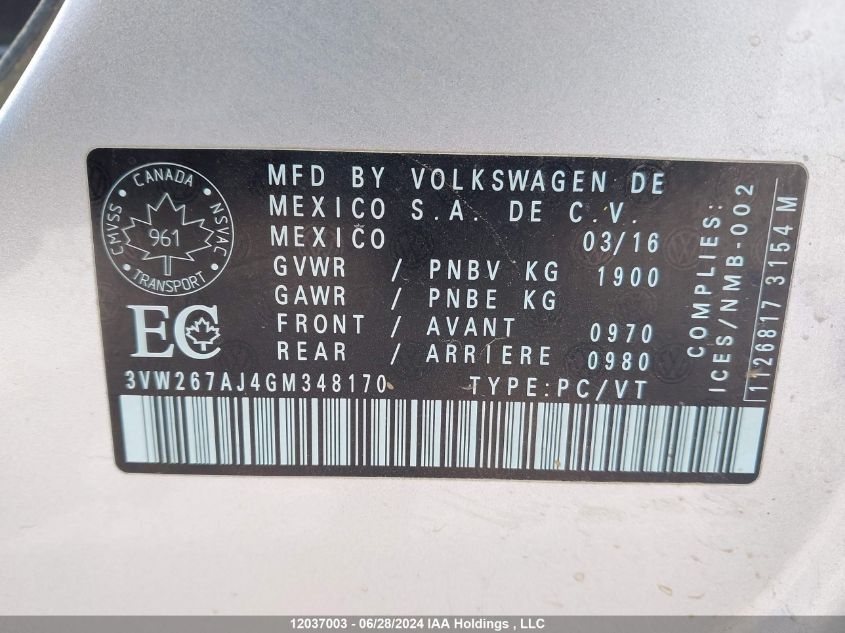 CANADA
CMVSS
NSVAC
961
TRANSPORT
EC
MFD BY VOLKSWAGEN DE
MEXICO S.A. DE C.V.
MEXICO 03/16
GVWR / PNBV KG 1900
GAWR / PNBE KG
FRONT / AVANT 0970
REAR / ARRIERE 0980
3VW267AJ4GM348170 TYPE:PC/VT
COMPLIES:
ICES/NMB-002
1126817 3154 M
12037003 - 06/28/2024 IAA Holdings , LLC